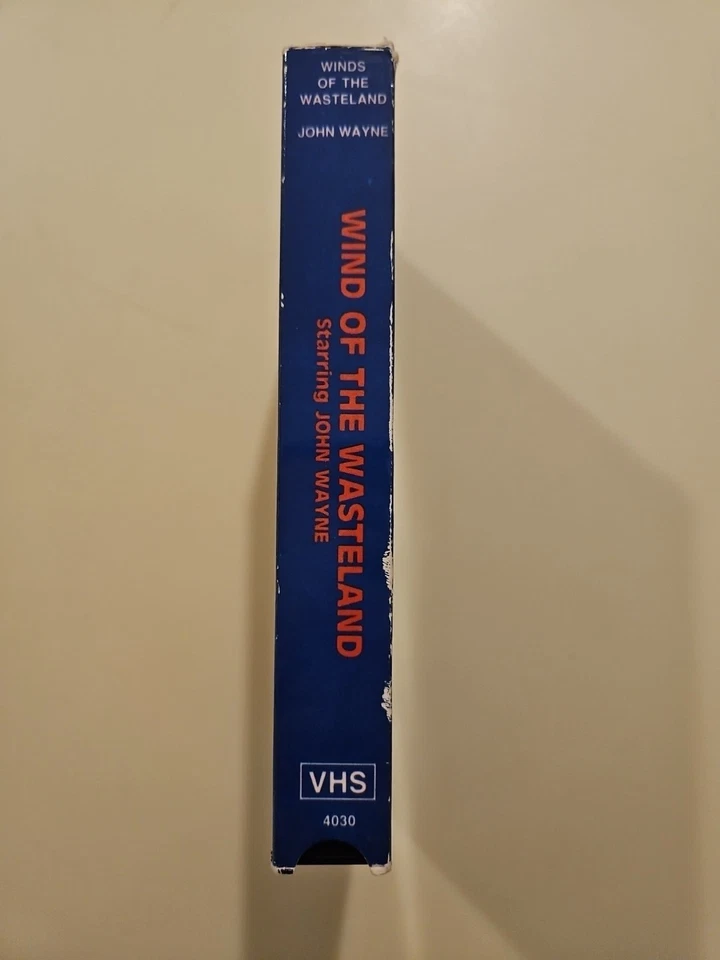 WINDS
OF THE
WASTELAND
JOHN WAYNE
WIND OF THE WASTELAND
Starring JOHN WAYNE
VHS
4030